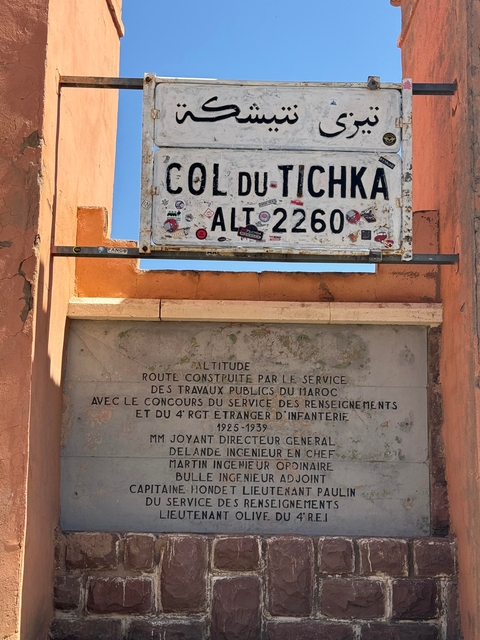 تيزي نتيشكة
COL DU TICHKA
ALT 2260
ALTITUDE
ROUTE CONSTRUITE PAR LE SERVICE
DES TRAVAUX PUBLICS DU MAROC
AVEC LE CONCOURS DU SERVICE DES RENSEIGNEMENTS
ET DU 4ᵉ RGT ETRANGER D'INFANTERIE
1925-1939
MM JOYANT DIRECTEUR GENERAL
DELANDE INGENIEUR EN CHEF
MARTIN INGENIEUR ORDINAIRE
BULLE INGENIEUR ADJOINT
CAPITAINE HONDET LIEUTENANT PAULIN
DU SERVICE DES RENSEIGNEMENTS
LIEUTENANT OLIVE DU 4ᵉ R.E.I